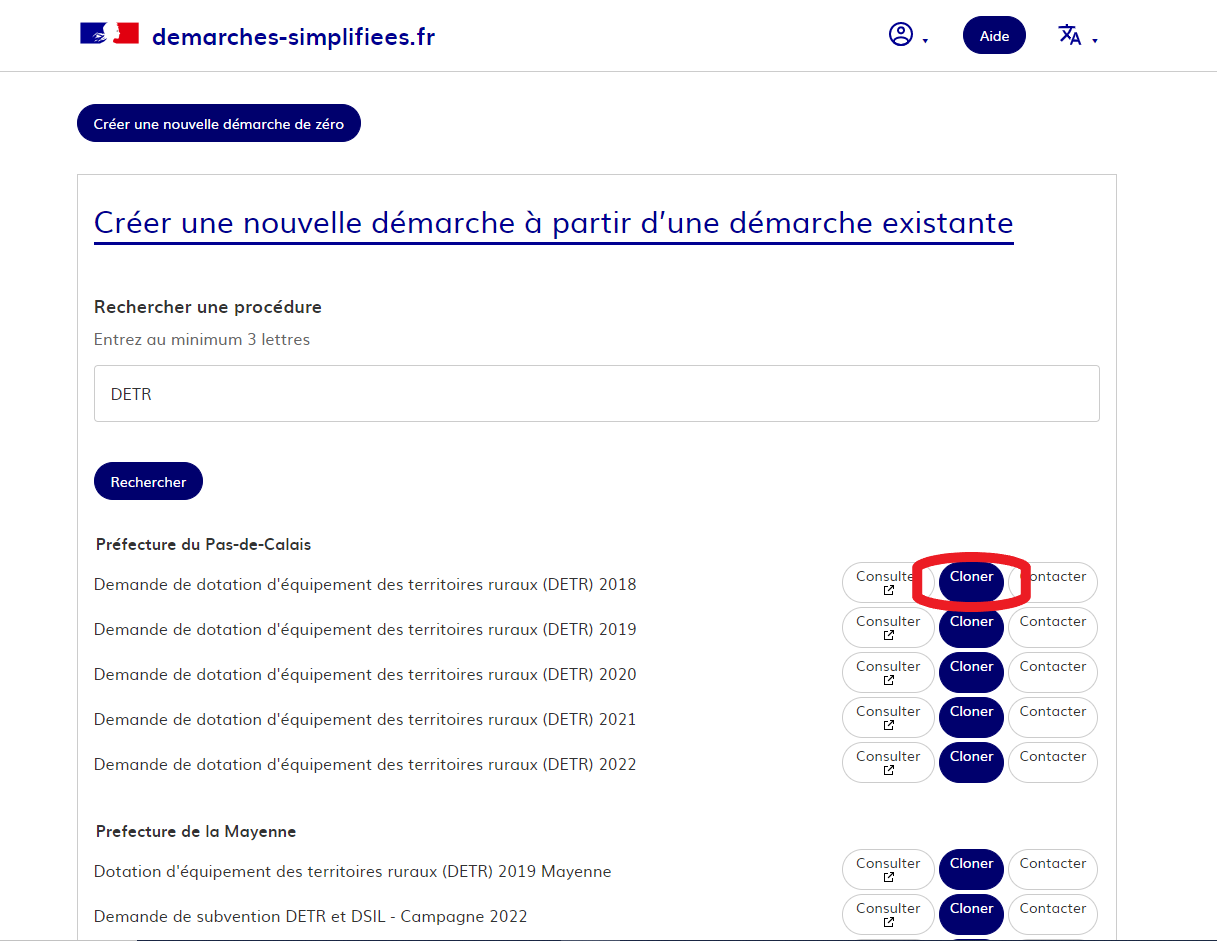 demarches-simplifiees.fr
Aide
Créer une nouvelle démarche de zéro
Créer une nouvelle démarche à partir d’une démarche existante
Rechercher une procédure
Entrez au minimum 3 lettres
DETR
Rechercher
Préfecture du Pas-de-Calais
Demande de dotation d'équipement des territoires ruraux (DETR) 2018 Consulter Cloner Contacter
Demande de dotation d'équipement des territoires ruraux (DETR) 2019 Consulter Cloner Contacter
Demande de dotation d'équipement des territoires ruraux (DETR) 2020 Consulter Cloner Contacter
Demande de dotation d'équipement des territoires ruraux (DETR) 2021 Consulter Cloner Contacter
Demande de dotation d'équipement des territoires ruraux (DETR) 2022 Consulter Cloner Contacter
Prefecture de la Mayenne
Dotation d'équipement des territoires ruraux (DETR) 2019 Mayenne Consulter Cloner Contacter
Demande de subvention DETR et DSIL - Campagne 2022 Consulter Cloner Contacter